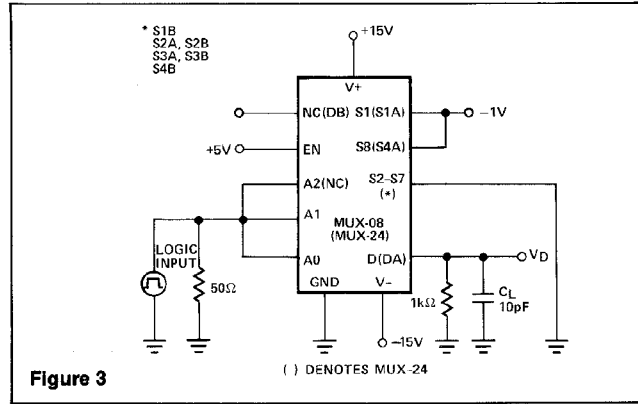 * S1B
S2A, S2B
S3A, S3B
S4B
+15V
V+
NC(DB)
S1(S1A)
−1V
+5V
EN
S8(S4A)
A2(NC)
S2–S7
(*)
A1
MUX-08
(MUX-24)
LOGIC
INPUT
A0
D(DA)
VD
50Ω
GND
V−
1kΩ
CL
10pF
−15V
( ) DENOTES MUX-24
Figure 3